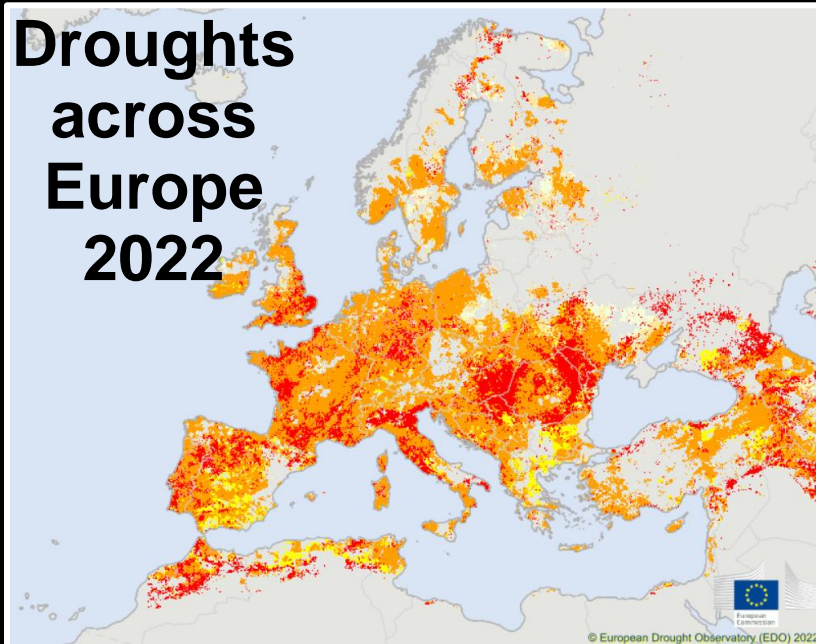 Droughts
across
Europe
2022
European
Commission
© European Drought Observatory (EDO) 2022